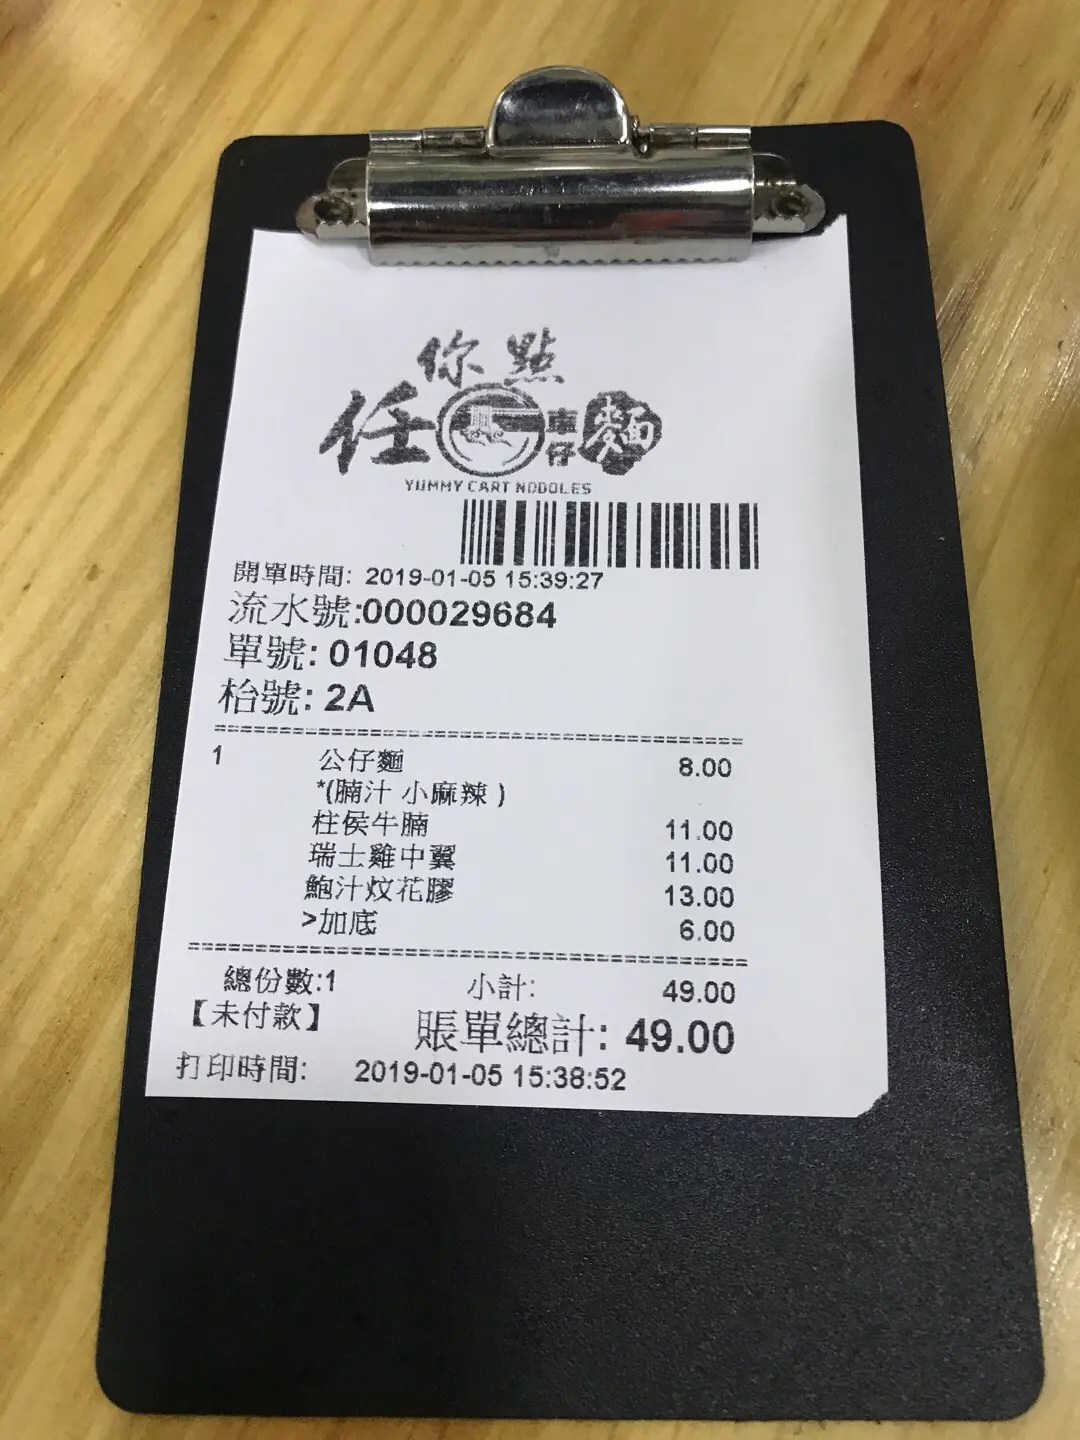 你點
任 車仔麵
YUMMY CART NOODLES
開單時間: 2019-01-05 15:39:27
流水號:000029684
單號: 01048
枱號: 2A
1 公仔麵 8.00
*(腩汁 小麻辣 )
柱侯牛腩 11.00
瑞士雞中翼 11.00
鮑汁炆花膠 13.00
>加底 6.00
總份數:1 小計: 49.00
【未付款】 賬單總計: 49.00
打印時間: 2019-01-05 15:38:52